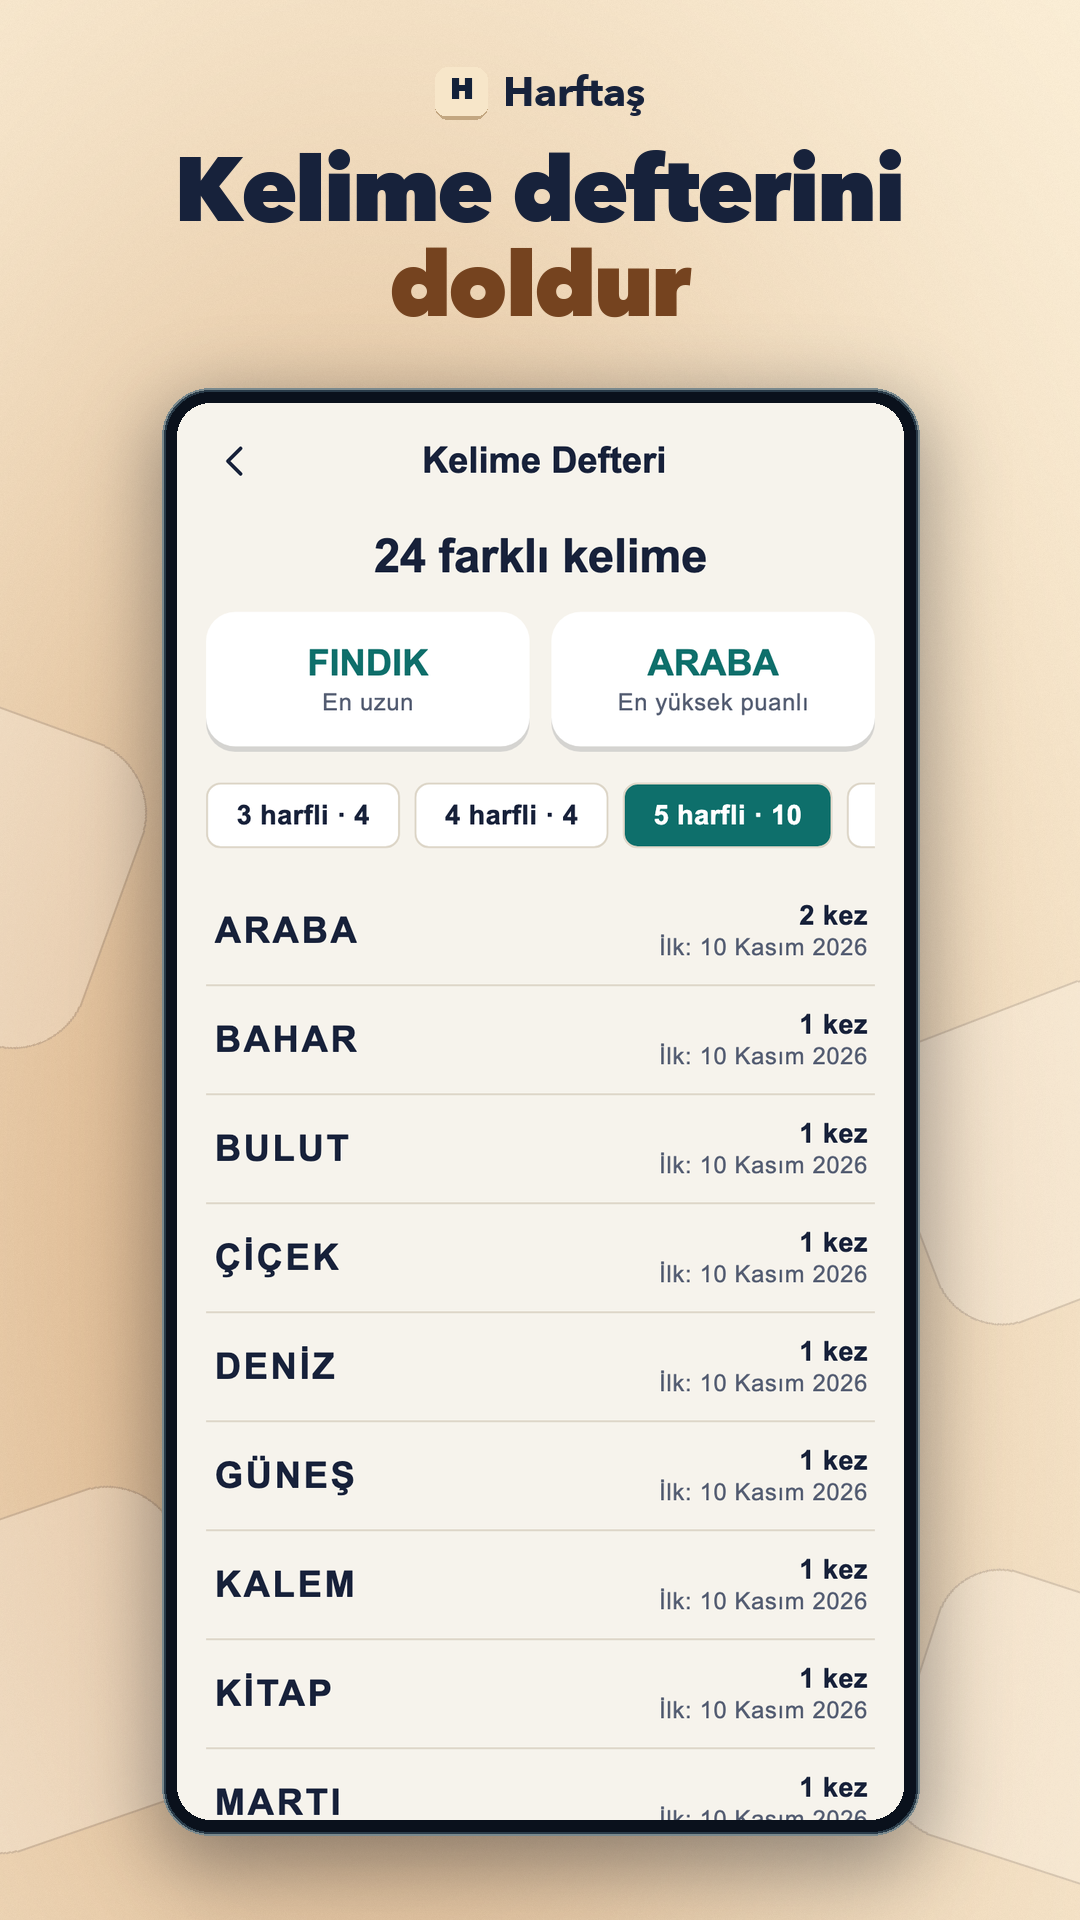 H Harftaş
Kelime defterini
doldur
Kelime Defteri
24 farklı kelime
FINDIK
En uzun
ARABA
En yüksek puanlı
3 harfli · 4
4 harfli · 4
5 harfli · 10
ARABA
2 kez
İlk: 10 Kasım 2026
BAHAR
1 kez
İlk: 10 Kasım 2026
BULUT
1 kez
İlk: 10 Kasım 2026
ÇİÇEK
1 kez
İlk: 10 Kasım 2026
DENİZ
1 kez
İlk: 10 Kasım 2026
GÜNEŞ
1 kez
İlk: 10 Kasım 2026
KALEM
1 kez
İlk: 10 Kasım 2026
KİTAP
1 kez
İlk: 10 Kasım 2026
MARTI
1 kez
İlk: 10 Kasım 2026